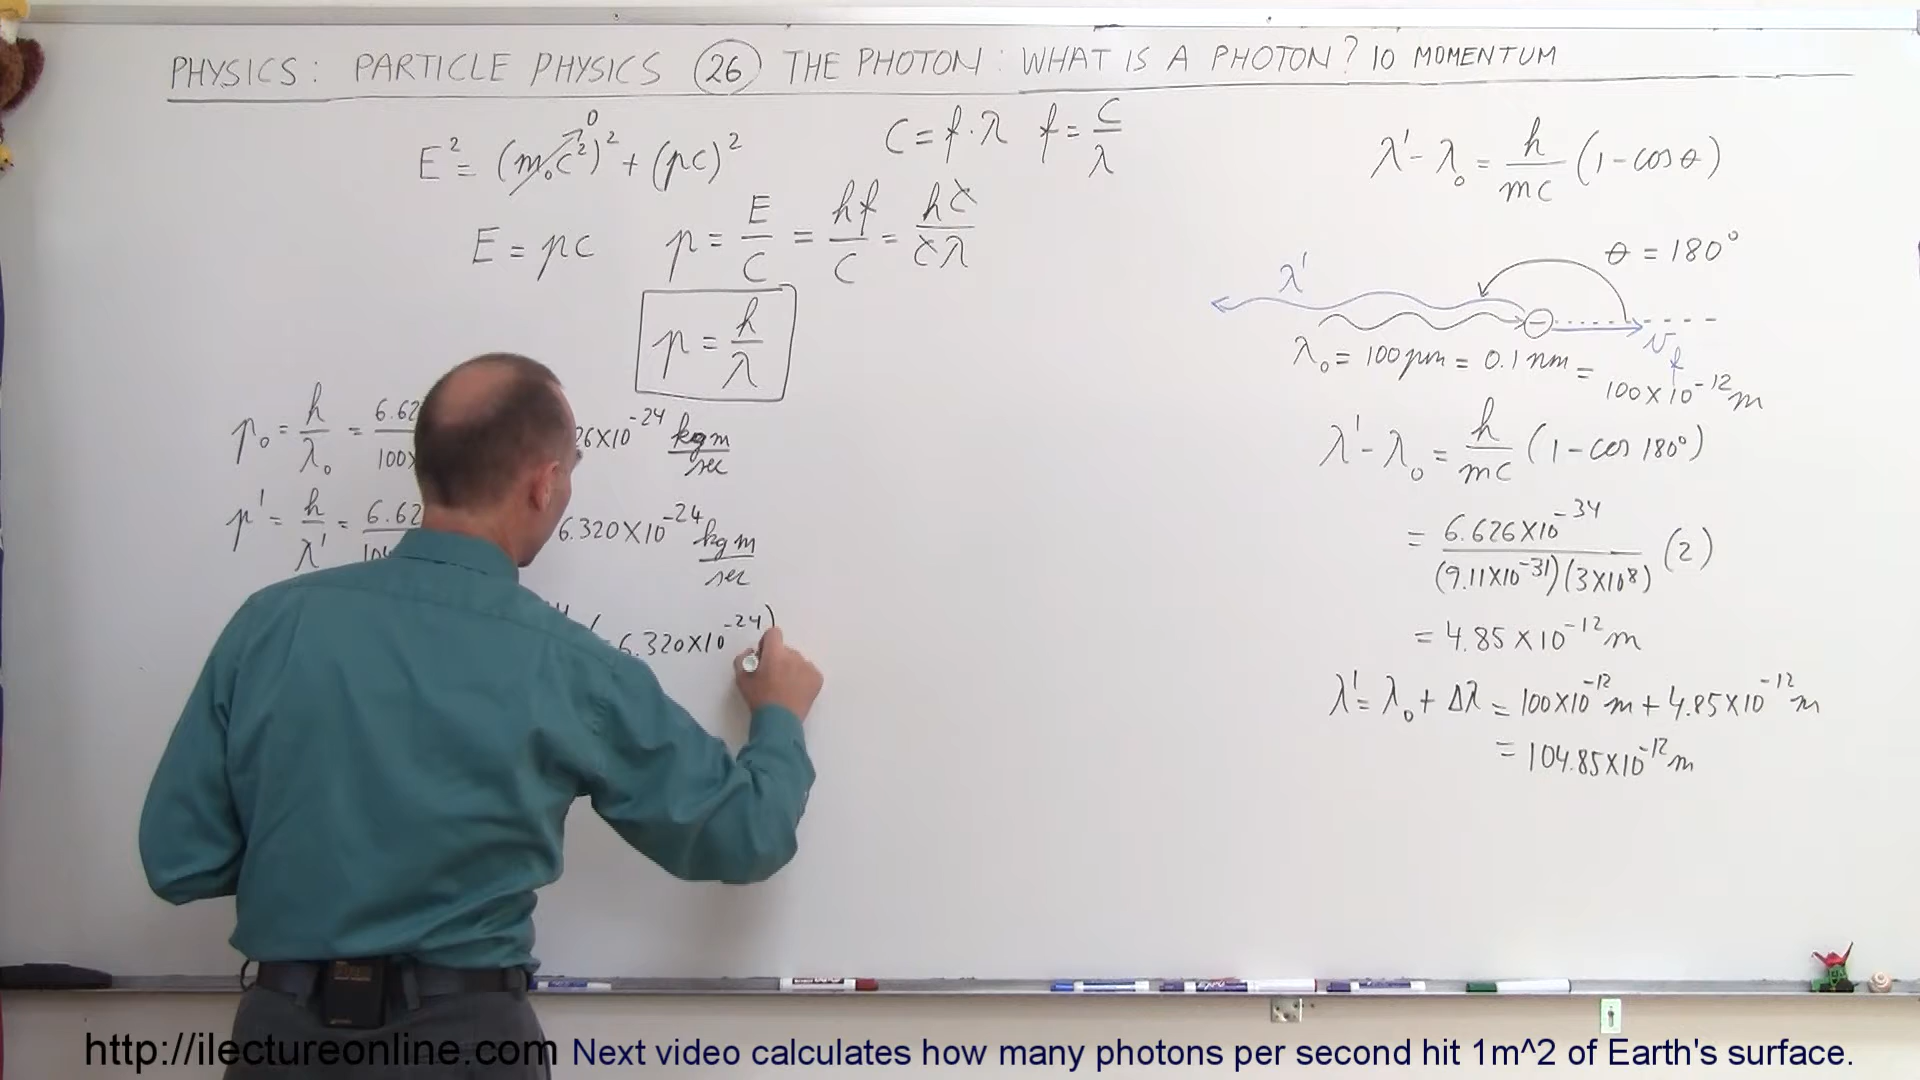 PHYSICS: PARTICLE PHYSICS 26 THE PHOTON: WHAT IS A PHOTON? 10 MOMENTUM
E² = (m₀c²)² + (pc)²
0
C = f·λ f = C/λ
E = pc p = E/C = hf/C = hc/cλ
p = h/λ
p₀ = h/λ₀ = 6.62 100x 26×10⁻²⁴ kg m/sec
p' = h/λ' = 6.62 104 6.320×10⁻²⁴ kg m/sec
6.320×10⁻²⁴)
λ' - λ₀ = h/mc (1 - cos θ)
θ = 180°
λ'
λ₀ = 100 pm = 0.1 nm = 100×10⁻¹² m
λ' - λ₀ = h/mc (1 - cos 180°)
= 6.626×10⁻³⁴/(9.11×10⁻³¹)(3×10⁸) (2)
= 4.85×10⁻¹² m
λ' = λ₀ + Δλ = 100×10⁻¹² m + 4.85×10⁻¹² m
= 104.85×10⁻¹² m
http://ilectureonline.com Next video calculates how many photons per second hit 1m^2 of Earth's surface.